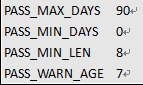 PASS_MAX_DAYS 90
PASS_MIN_DAYS 0
PASS_MIN_LEN 8
PASS_WARN_AGE 7